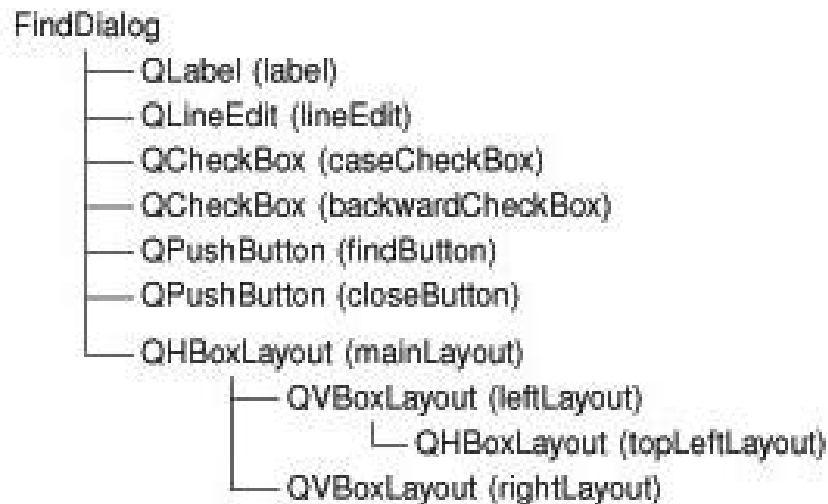 FindDialog
QLabel (label)
QLineEdit (lineEdit)
QCheckBox (caseCheckBox)
QCheckBox (backwardCheckBox)
QPushButton (findButton)
QPushButton (closeButton)
QHBoxLayout (mainLayout)
QVBoxLayout (leftLayout)
QHBoxLayout (topLeftLayout)
QVBoxLayout (rightLayout)